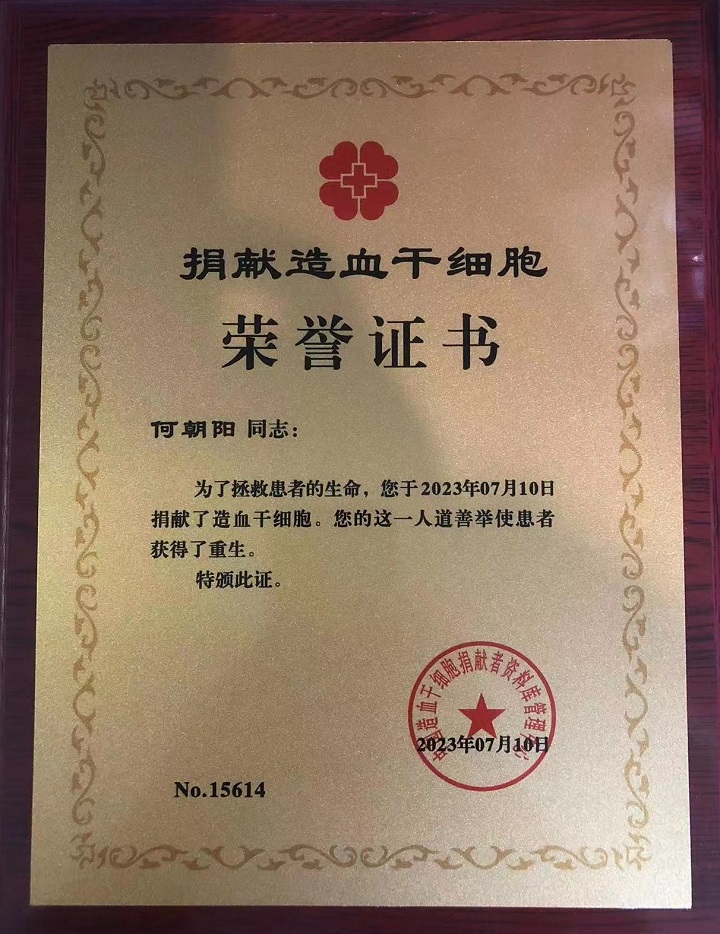 捐献造血干细胞
荣誉证书
何朝阳 同志：
为了拯救患者的生命，您于2023年07月10日
捐献了造血干细胞。您的这一人道善举使患者
获得了重生。
特颁此证。
中国造血干细胞捐献者资料库管理中心
2023年07月10日
No.15614